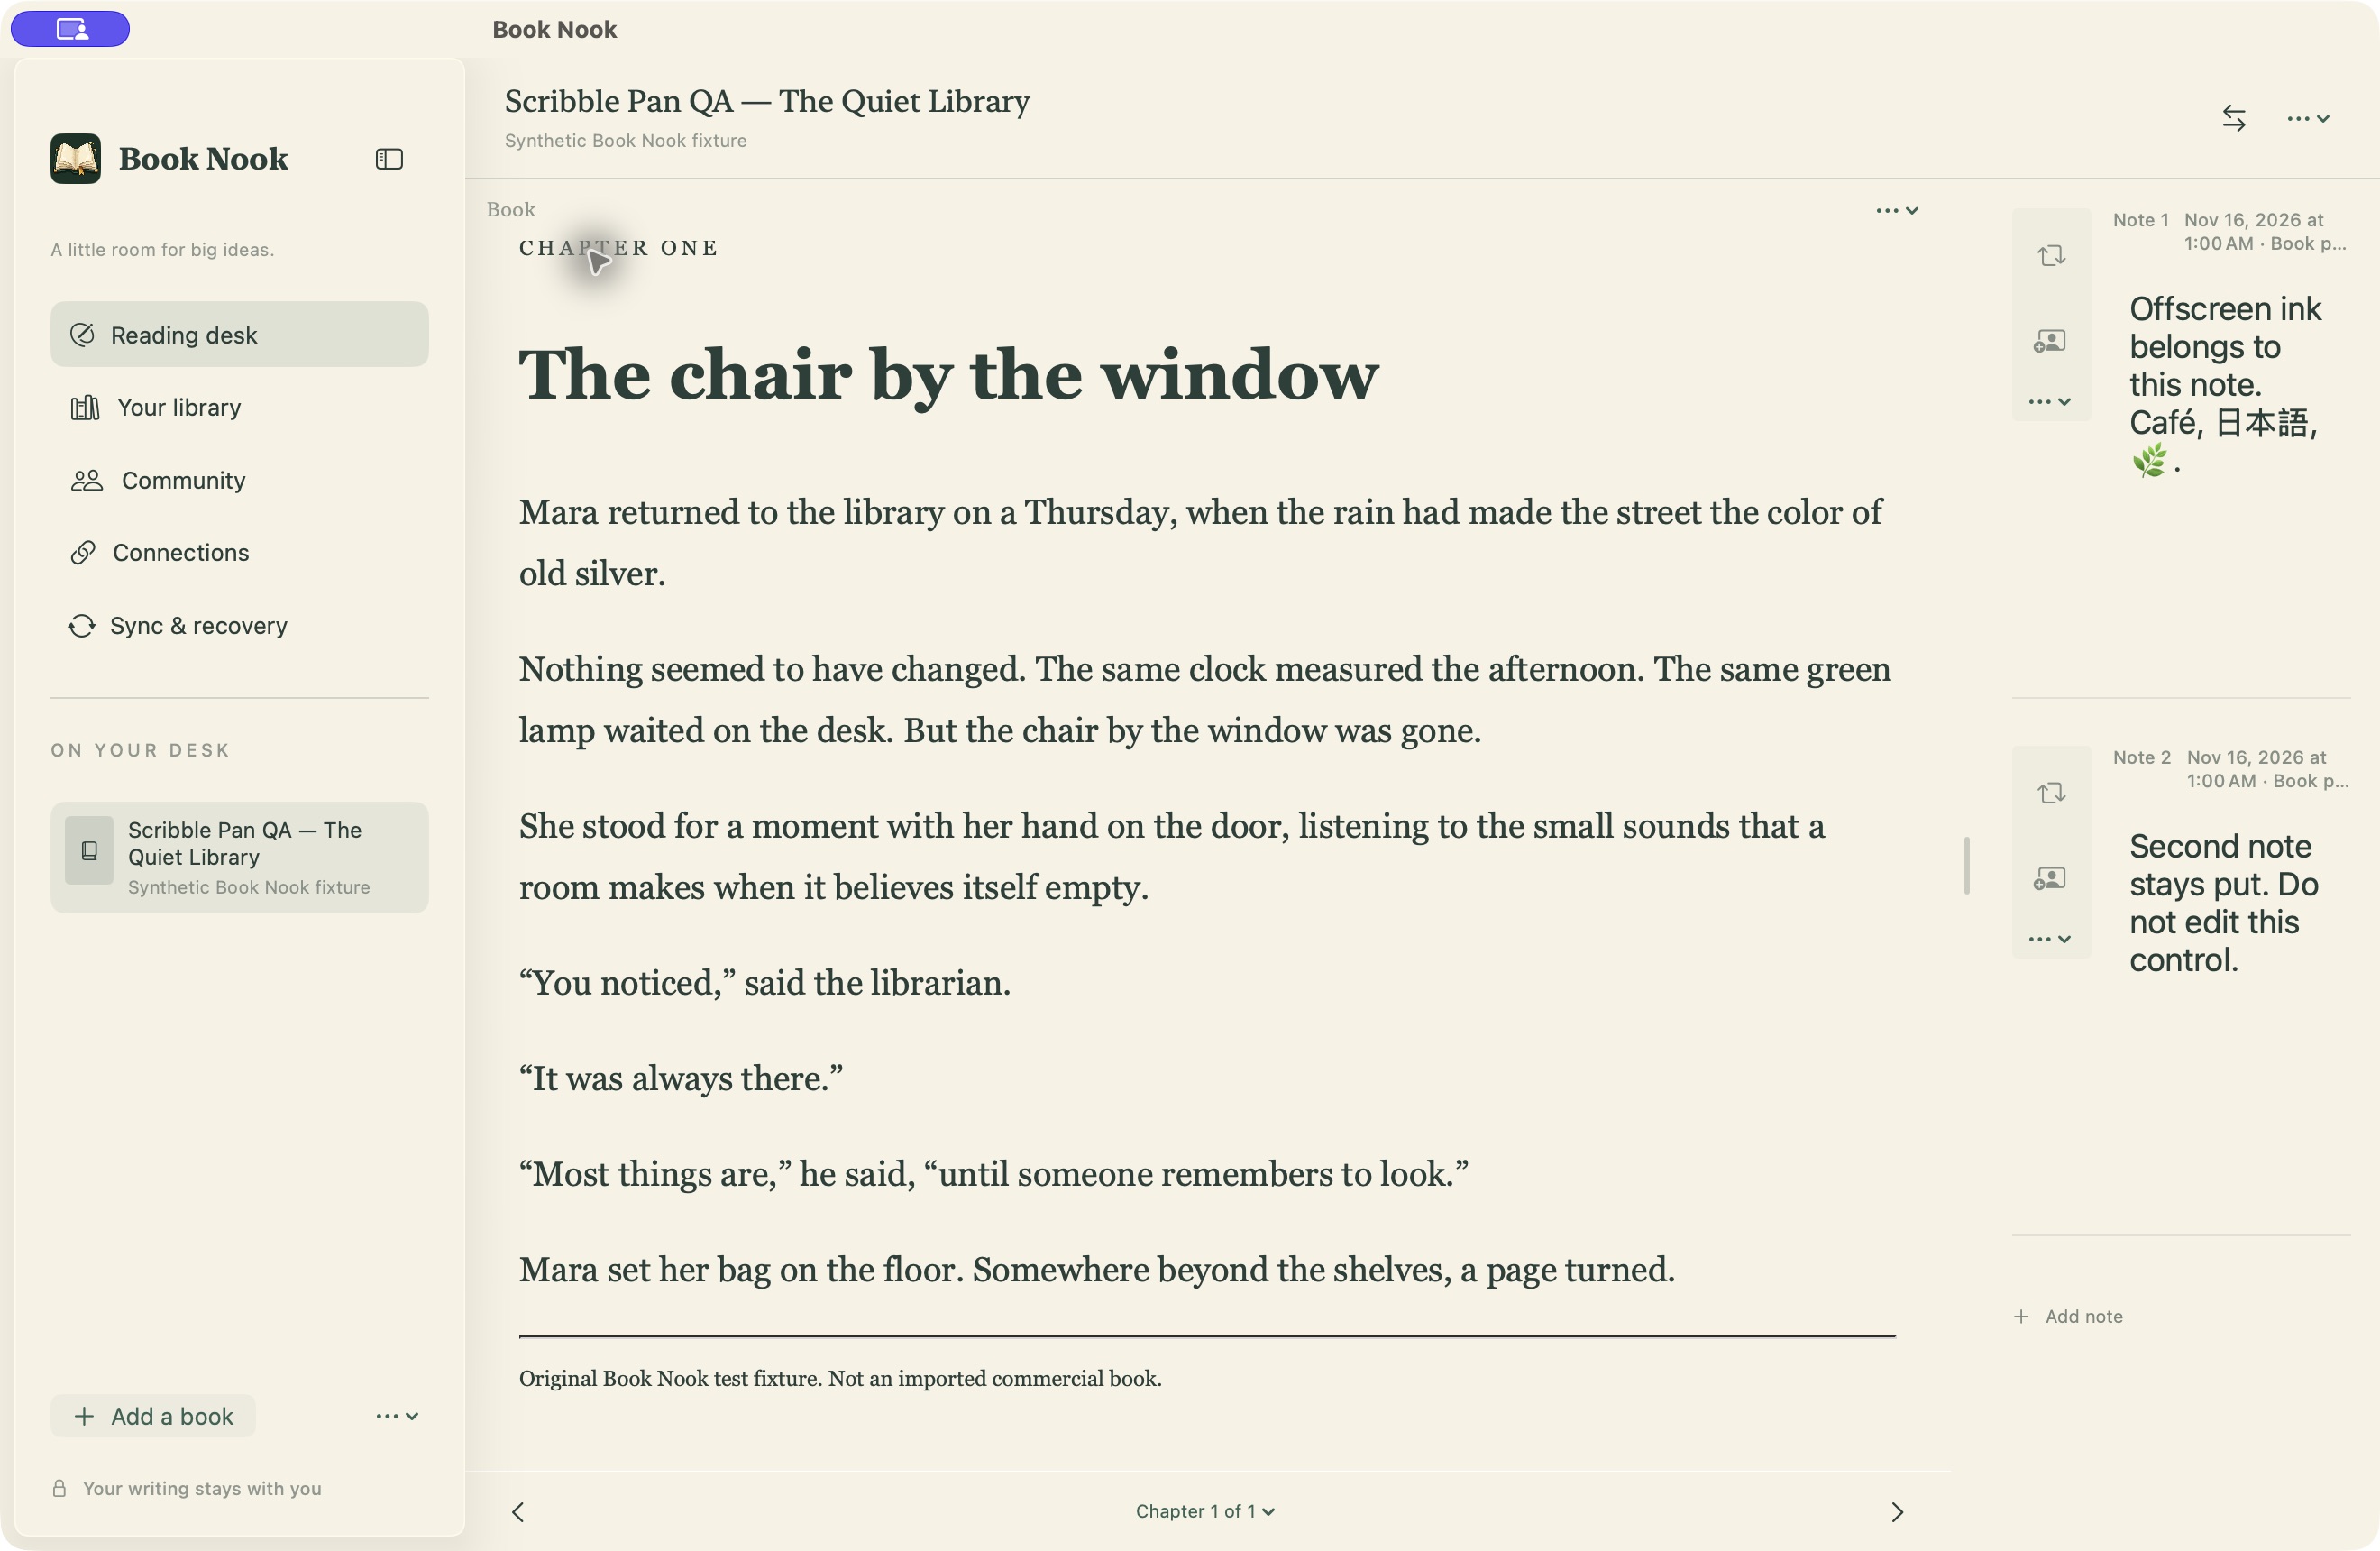 Book Nook
Book Nook
A little room for big ideas.
Reading desk
Your library
Community
Connections
Sync & recovery
ON YOUR DESK
Scribble Pan QA — The
Quiet Library
Synthetic Book Nook fixture
Add a book
Your writing stays with you
Scribble Pan QA — The Quiet Library
Synthetic Book Nook fixture
Book
CHAPTER ONE
The chair by the window
Mara returned to the library on a Thursday, when the rain had made the street the color of
old silver.
Nothing seemed to have changed. The same clock measured the afternoon. The same green
lamp waited on the desk. But the chair by the window was gone.
She stood for a moment with her hand on the door, listening to the small sounds that a
room makes when it believes itself empty.
“You noticed,” said the librarian.
“It was always there.”
“Most things are,” he said, “until someone remembers to look.”
Mara set her bag on the floor. Somewhere beyond the shelves, a page turned.
Original Book Nook test fixture. Not an imported commercial book.
Chapter 1 of 1
Note 1 Nov 16, 2026 at
1:00 AM · Book p...
Offscreen ink
belongs to
this note.
Café, 日本語,
🌿.
Note 2 Nov 16, 2026 at
1:00 AM · Book p...
Second note
stays put. Do
not edit this
control.
Add note